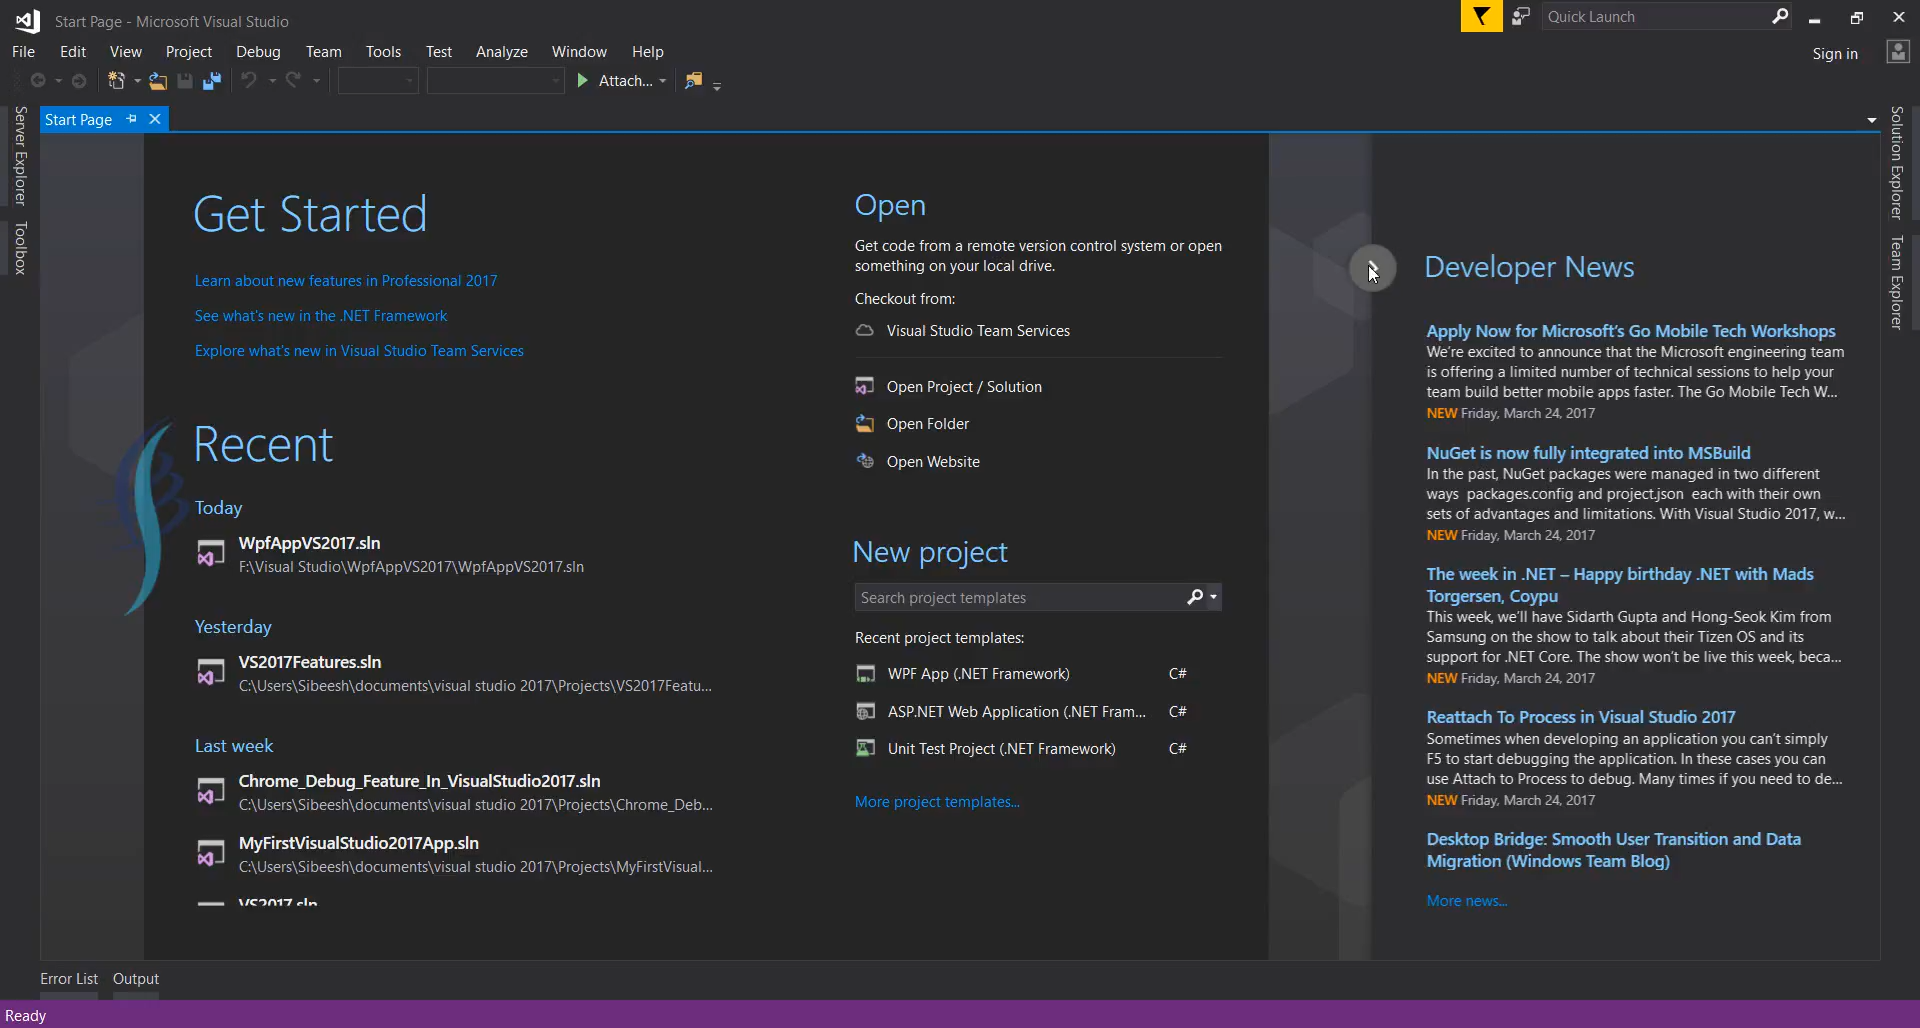 Start Page - Microsoft Visual Studio
Quick Launch
File Edit View Project Debug Team Tools Test Analyze Window Help
Sign in
Attach...
Server Explorer
Toolbox
Start Page
Get Started
Learn about new features in Professional 2017
See what's new in the .NET Framework
Explore what's new in Visual Studio Team Services
Recent
Today
WpfAppVS2017.sln
F:\Visual Studio\WpfAppVS2017\WpfAppVS2017.sln
Yesterday
VS2017Features.sln
C:\Users\Sibeesh\documents\visual studio 2017\Projects\VS2017Featu...
Last week
Chrome_Debug_Feature_In_VisualStudio2017.sln
C:\Users\Sibeesh\documents\visual studio 2017\Projects\Chrome_Deb...
MyFirstVisualStudio2017App.sln
C:\Users\Sibeesh\documents\visual studio 2017\Projects\MyFirstVisual...
VS2017.sln
Open
Get code from a remote version control system or open
something on your local drive.
Checkout from:
Visual Studio Team Services
Open Project / Solution
Open Folder
Open Website
New project
Search project templates
Recent project templates:
WPF App (.NET Framework) C#
ASP.NET Web Application (.NET Fram... C#
Unit Test Project (.NET Framework) C#
More project templates...
Developer News
Apply Now for Microsoft's Go Mobile Tech Workshops
We're excited to announce that the Microsoft engineering team
is offering a limited number of technical sessions to help your
team build better mobile apps faster. The Go Mobile Tech W...
NEW Friday, March 24, 2017
NuGet is now fully integrated into MSBuild
In the past, NuGet packages were managed in two different
ways packages.config and project.json each with their own
sets of advantages and limitations. With Visual Studio 2017, w...
NEW Friday, March 24, 2017
The week in .NET – Happy birthday .NET with Mads
Torgersen, Coypu
This week, we'll have Sidarth Gupta and Hong-Seok Kim from
Samsung on the show to talk about their Tizen OS and its
support for .NET Core. The show won't be live this week, beca...
NEW Friday, March 24, 2017
Reattach To Process in Visual Studio 2017
Sometimes when developing an application you can't simply
F5 to start debugging the application. In these cases you can
use Attach to Process to debug. Many times if you need to de...
NEW Friday, March 24, 2017
Desktop Bridge: Smooth User Transition and Data
Migration (Windows Team Blog)
More news...
Solution Explorer
Team Explorer
Error List Output
Ready